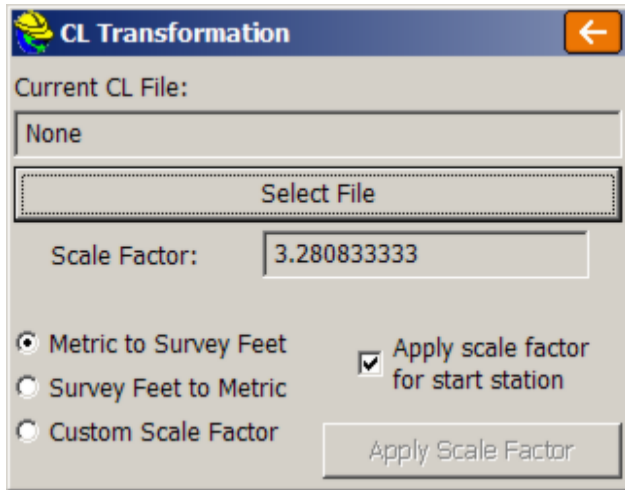 CL Transformation
Current CL File:
None
Select File
Scale Factor: 3.280833333
Metric to Survey Feet
Survey Feet to Metric
Custom Scale Factor
Apply scale factor
for start station
Apply Scale Factor